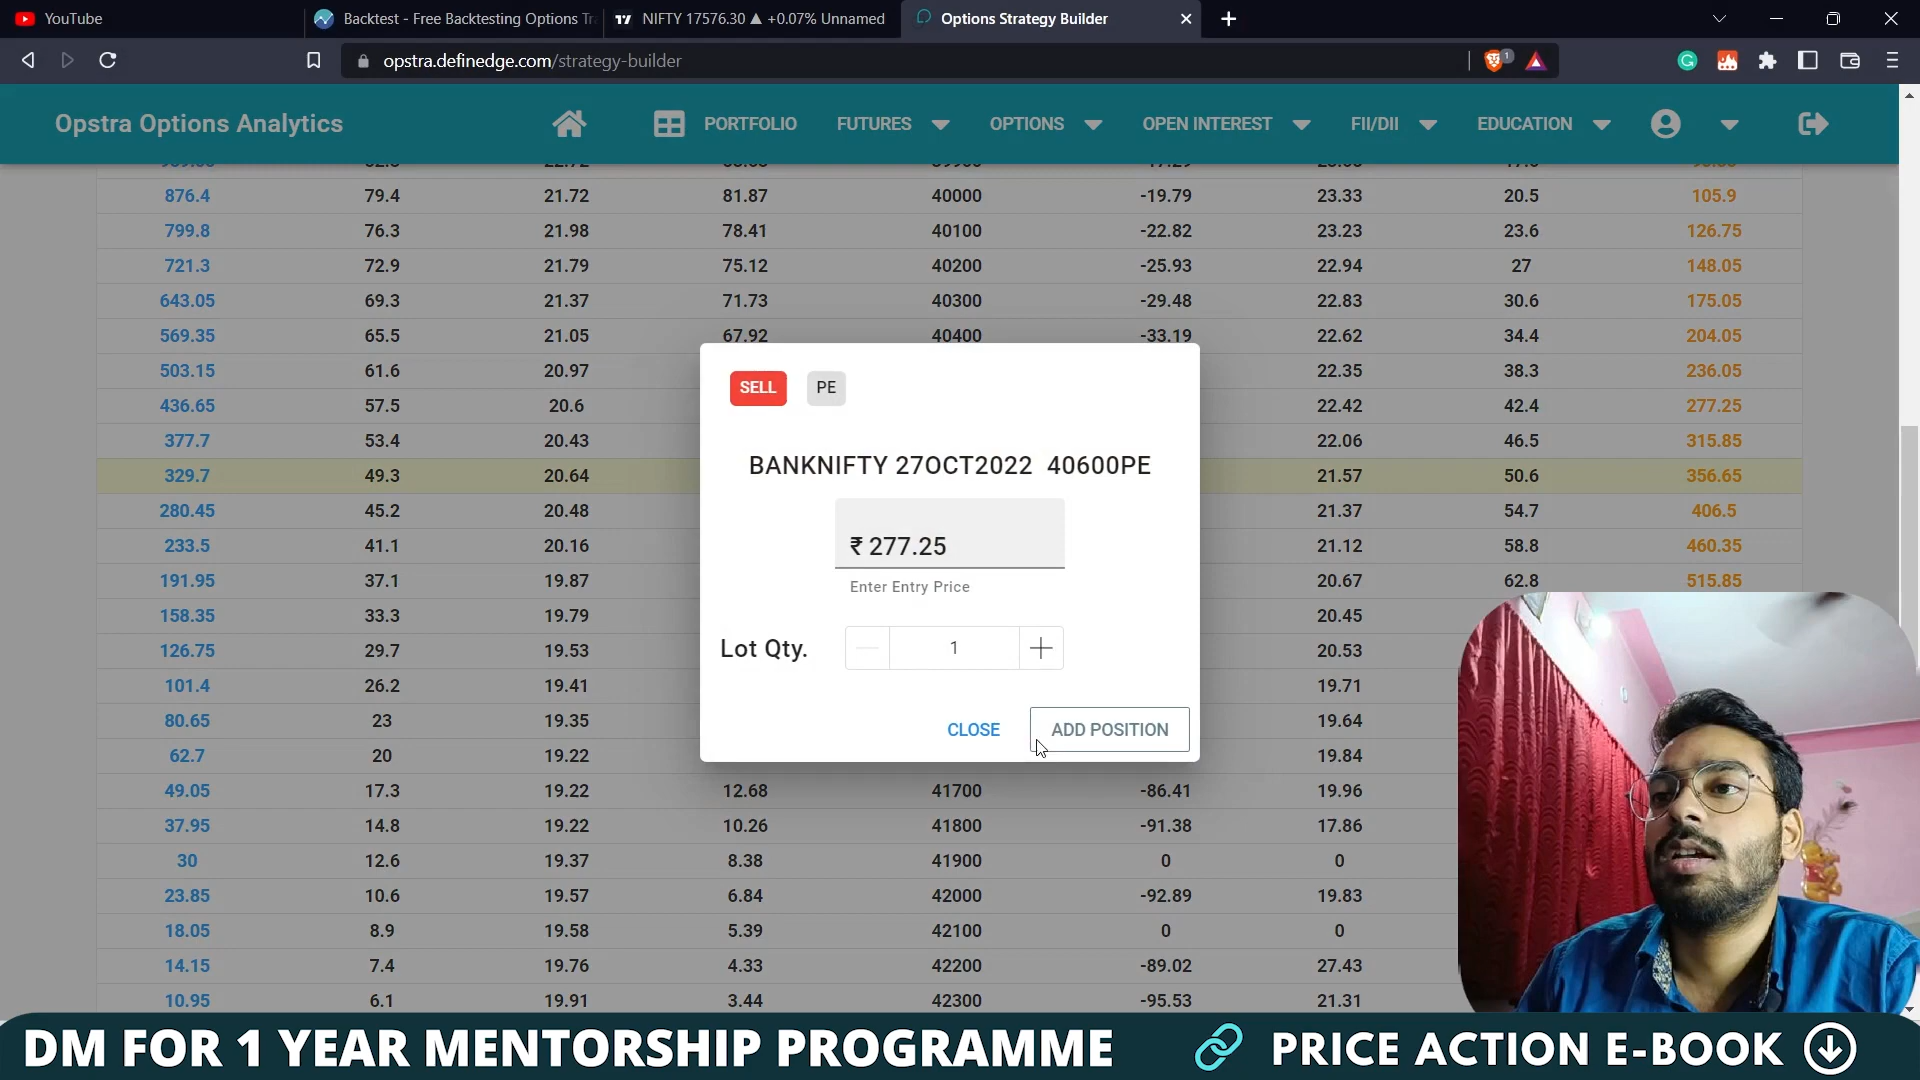 YouTube
Backtest - Free Backtesting Options Tr
NIFTY 17576.30 ▲ +0.07% Unnamed
Options Strategy Builder
opstra.definedge.com/strategy-builder
1
Opstra Options Analytics
PORTFOLIO
FUTURES
OPTIONS
OPEN INTEREST
FII/DII
EDUCATION
876.4 79.4 21.72 81.87 40000 -19.79 23.33 20.5 105.9
799.8 76.3 21.98 78.41 40100 -22.82 23.23 23.6 126.75
721.3 72.9 21.79 75.12 40200 -25.93 22.94 27 148.05
643.05 69.3 21.37 71.73 40300 -29.48 22.83 30.6 175.05
569.35 65.5 21.05 67.92 40400 -33.19 22.62 34.4 204.05
503.15 61.6 20.97 22.35 38.3 236.05
436.65 57.5 20.6 22.42 42.4 277.25
377.7 53.4 20.43 22.06 46.5 315.85
329.7 49.3 20.64 21.57 50.6 356.65
280.45 45.2 20.48 21.37 54.7 406.5
233.5 41.1 20.16 21.12 58.8 460.35
191.95 37.1 19.87 20.67 62.8 515.85
158.35 33.3 19.79 20.45
126.75 29.7 19.53 20.53
101.4 26.2 19.41 19.71
80.65 23 19.35 19.64
62.7 20 19.22 19.84
49.05 17.3 19.22 12.68 41700 -86.41 19.96
37.95 14.8 19.22 10.26 41800 -91.38 17.86
30 12.6 19.37 8.38 41900 0 0
23.85 10.6 19.57 6.84 42000 -92.89 19.83
18.05 8.9 19.58 5.39 42100 0 0
14.15 7.4 19.76 4.33 42200 -89.02 27.43
10.95 6.1 19.91 3.44 42300 -95.53 21.31
SELL PE
BANKNIFTY 27OCT2022 40600PE
₹ 277.25
Enter Entry Price
Lot Qty. 1
CLOSE ADD POSITION
DM FOR 1 YEAR MENTORSHIP PROGRAMME
PRICE ACTION E-BOOK